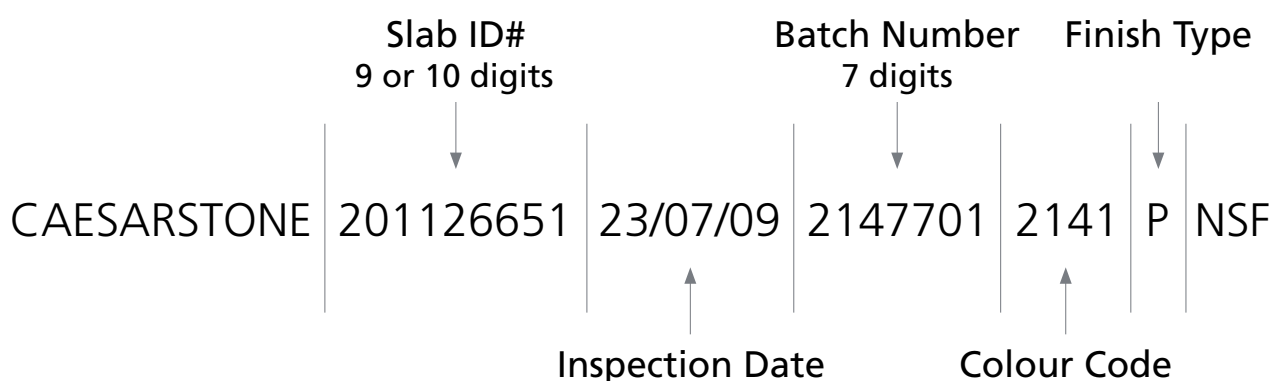 Slab ID#
9 or 10 digits
Batch Number
7 digits
Finish Type
CAESARSTONE 201126651 23/07/09 2147701 2141 P NSF
Inspection Date
Colour Code